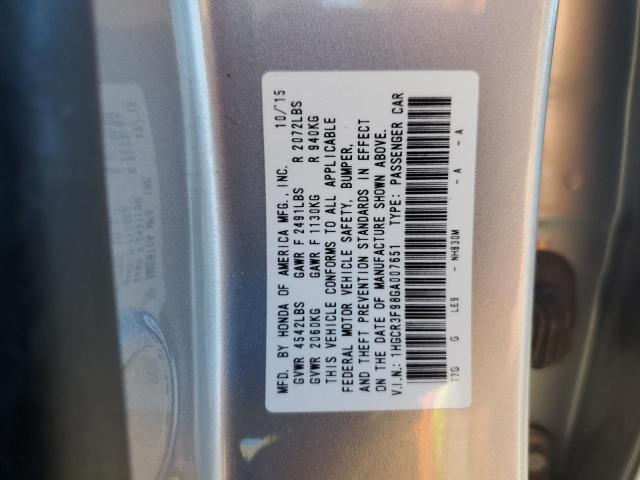 MFD. BY HONDA OF AMERICA MFG., INC. 10/'15
GVWR 4542LBS GAWR F 2491LBS R 2072LBS
GVWR 2060KG GAWR F 1130KG R 940KG
THIS VEHICLE CONFORMS TO ALL APPLICABLE
FEDERAL MOTOR VEHICLE SAFETY, BUMPER,
AND THEFT PREVENTION STANDARDS IN EFFECT
ON THE DATE OF MANUFACTURE SHOWN ABOVE.
V.I.N.: 1HGCR3F98GA007651 TYPE: PASSENGER CAR
T2G G LE9 - NH830M - A - A